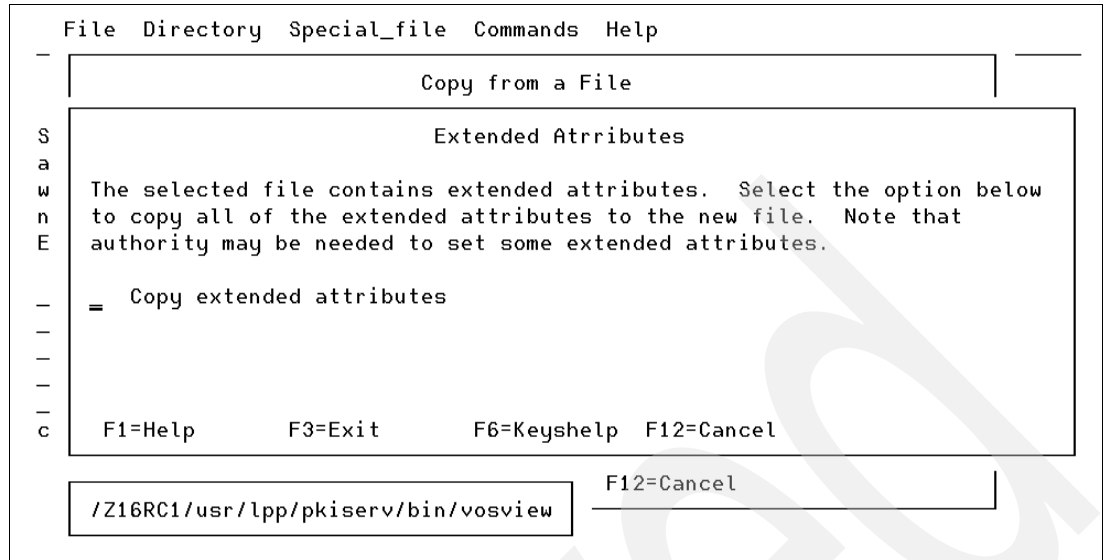 File Directory Special_file Commands Help
Copy from a File
S
Extended Atrributes
a
w The selected file contains extended attributes. Select the option below
n to copy all of the extended attributes to the new file. Note that
E authority may be needed to set some extended attributes.
_ Copy extended attributes
c F1=Help F3=Exit F6=Keyshelp F12=Cancel
F12=Cancel
/Z16RC1/usr/lpp/pkiserv/bin/vosview